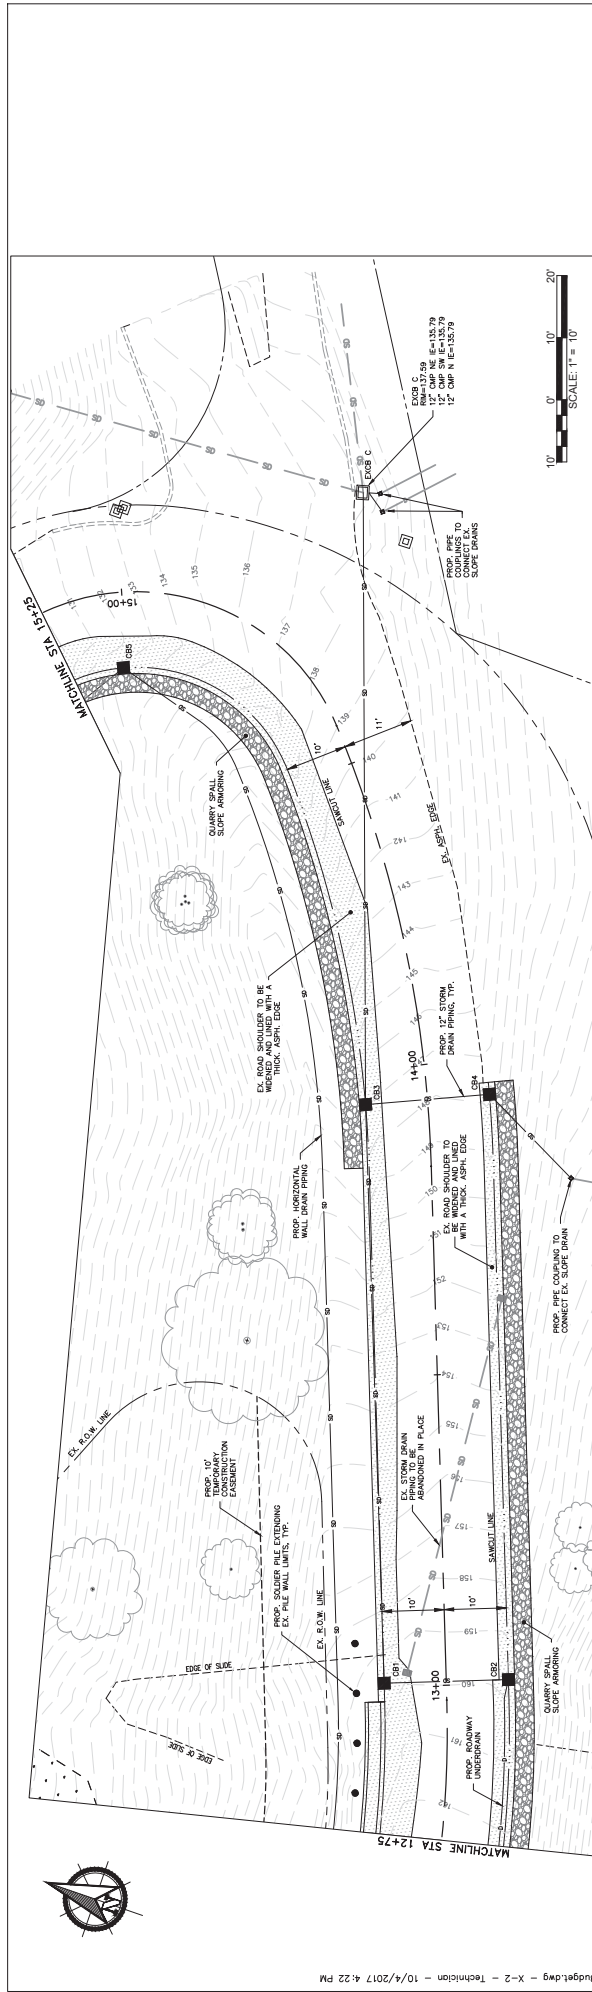 MATCHLINE STA 15+25
131
132
133
15+00
134
135
136
137
138
139
140
141
142
143
144
145
14+00
150
151
152
153
154
155
156
157
158
159
160
161
162
13+00
CB5
QUARRY SPALL
SLOPE ARMORING
SAWCUT LINE
10'
11'
EX. ASPH. EDGE
EXCB C
EXCB C
RIM=137.59
12" CMP NE IE=135.79
12" CMP SW IE=135.79
12" CMP N IE=135.79
PROP. PIPE
COUPLINGS TO
CONNECT EX.
SLOPE DRAINS
10'
0'
10'
20'
SCALE: 1" = 10'
EX. ROAD SHOULDER TO BE
WIDENED AND LINED WITH A
THICK. ASPH. EDGE
CB3
PROP. 12" STORM
DRAIN PIPING, TYP.
CB4
PROP. HORIZONTAL
WALL DRAIN PIPING
EX. ROAD SHOULDER TO
BE WIDENED AND LINED
WITH A THICK. ASPH. EDGE
PROP. PIPE COUPLING TO
CONNECT EX. SLOPE DRAIN
EX. R.O.W. LINE
PROP. 10'
TEMPORARY
CONSTRUCTION
EASEMENT
PROP. SOLDIER PILE EXTENDING
EX. PILE WALL LIMITS, TYP.
EX. R.O.W. LINE
EX. STORM DRAIN
PIPING TO BE
ABANDONED IN PLACE
SAWCUT LINE
10'
10'
EDGE OF SLIDE
EDGE OF SLIDE
CB1
CB2
PROP. ROADWAY
UNDERDRAIN
QUARRY SPALL
SLOPE ARMORING
MATCHLINE STA 12+75
SD
SD
SD
SD
SD
udget.dwg - X-2 - Technician - 10/4/2017 4:22 PM